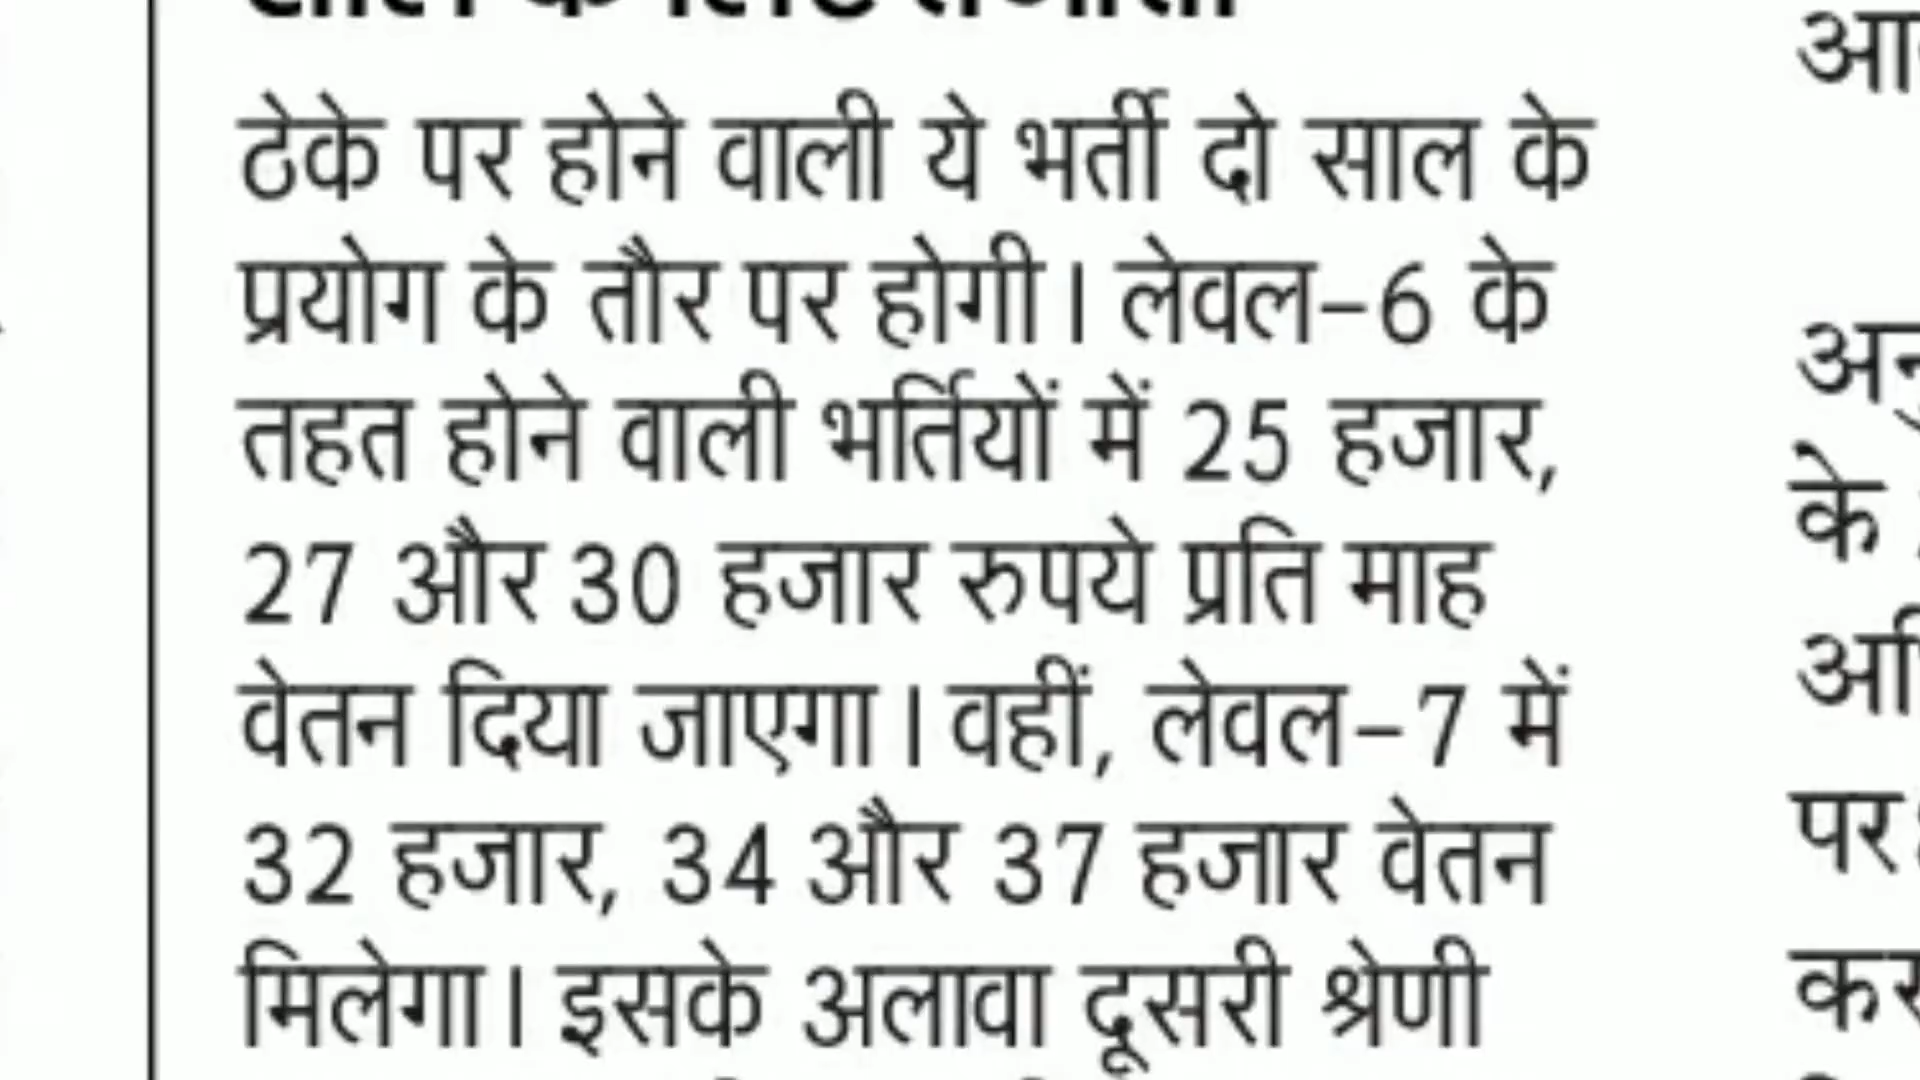 ठेके पर होने वाली ये भर्ती दो साल के
प्रयोग के तौर पर होगी। लेवल-6 के
तहत होने वाली भर्तियों में 25 हजार,
27 और 30 हजार रुपये प्रति माह
वेतन दिया जाएगा। वहीं, लेवल-7 में
32 हजार, 34 और 37 हजार वेतन
मिलेगा। इसके अलावा दूसरी श्रेणी
के
पर